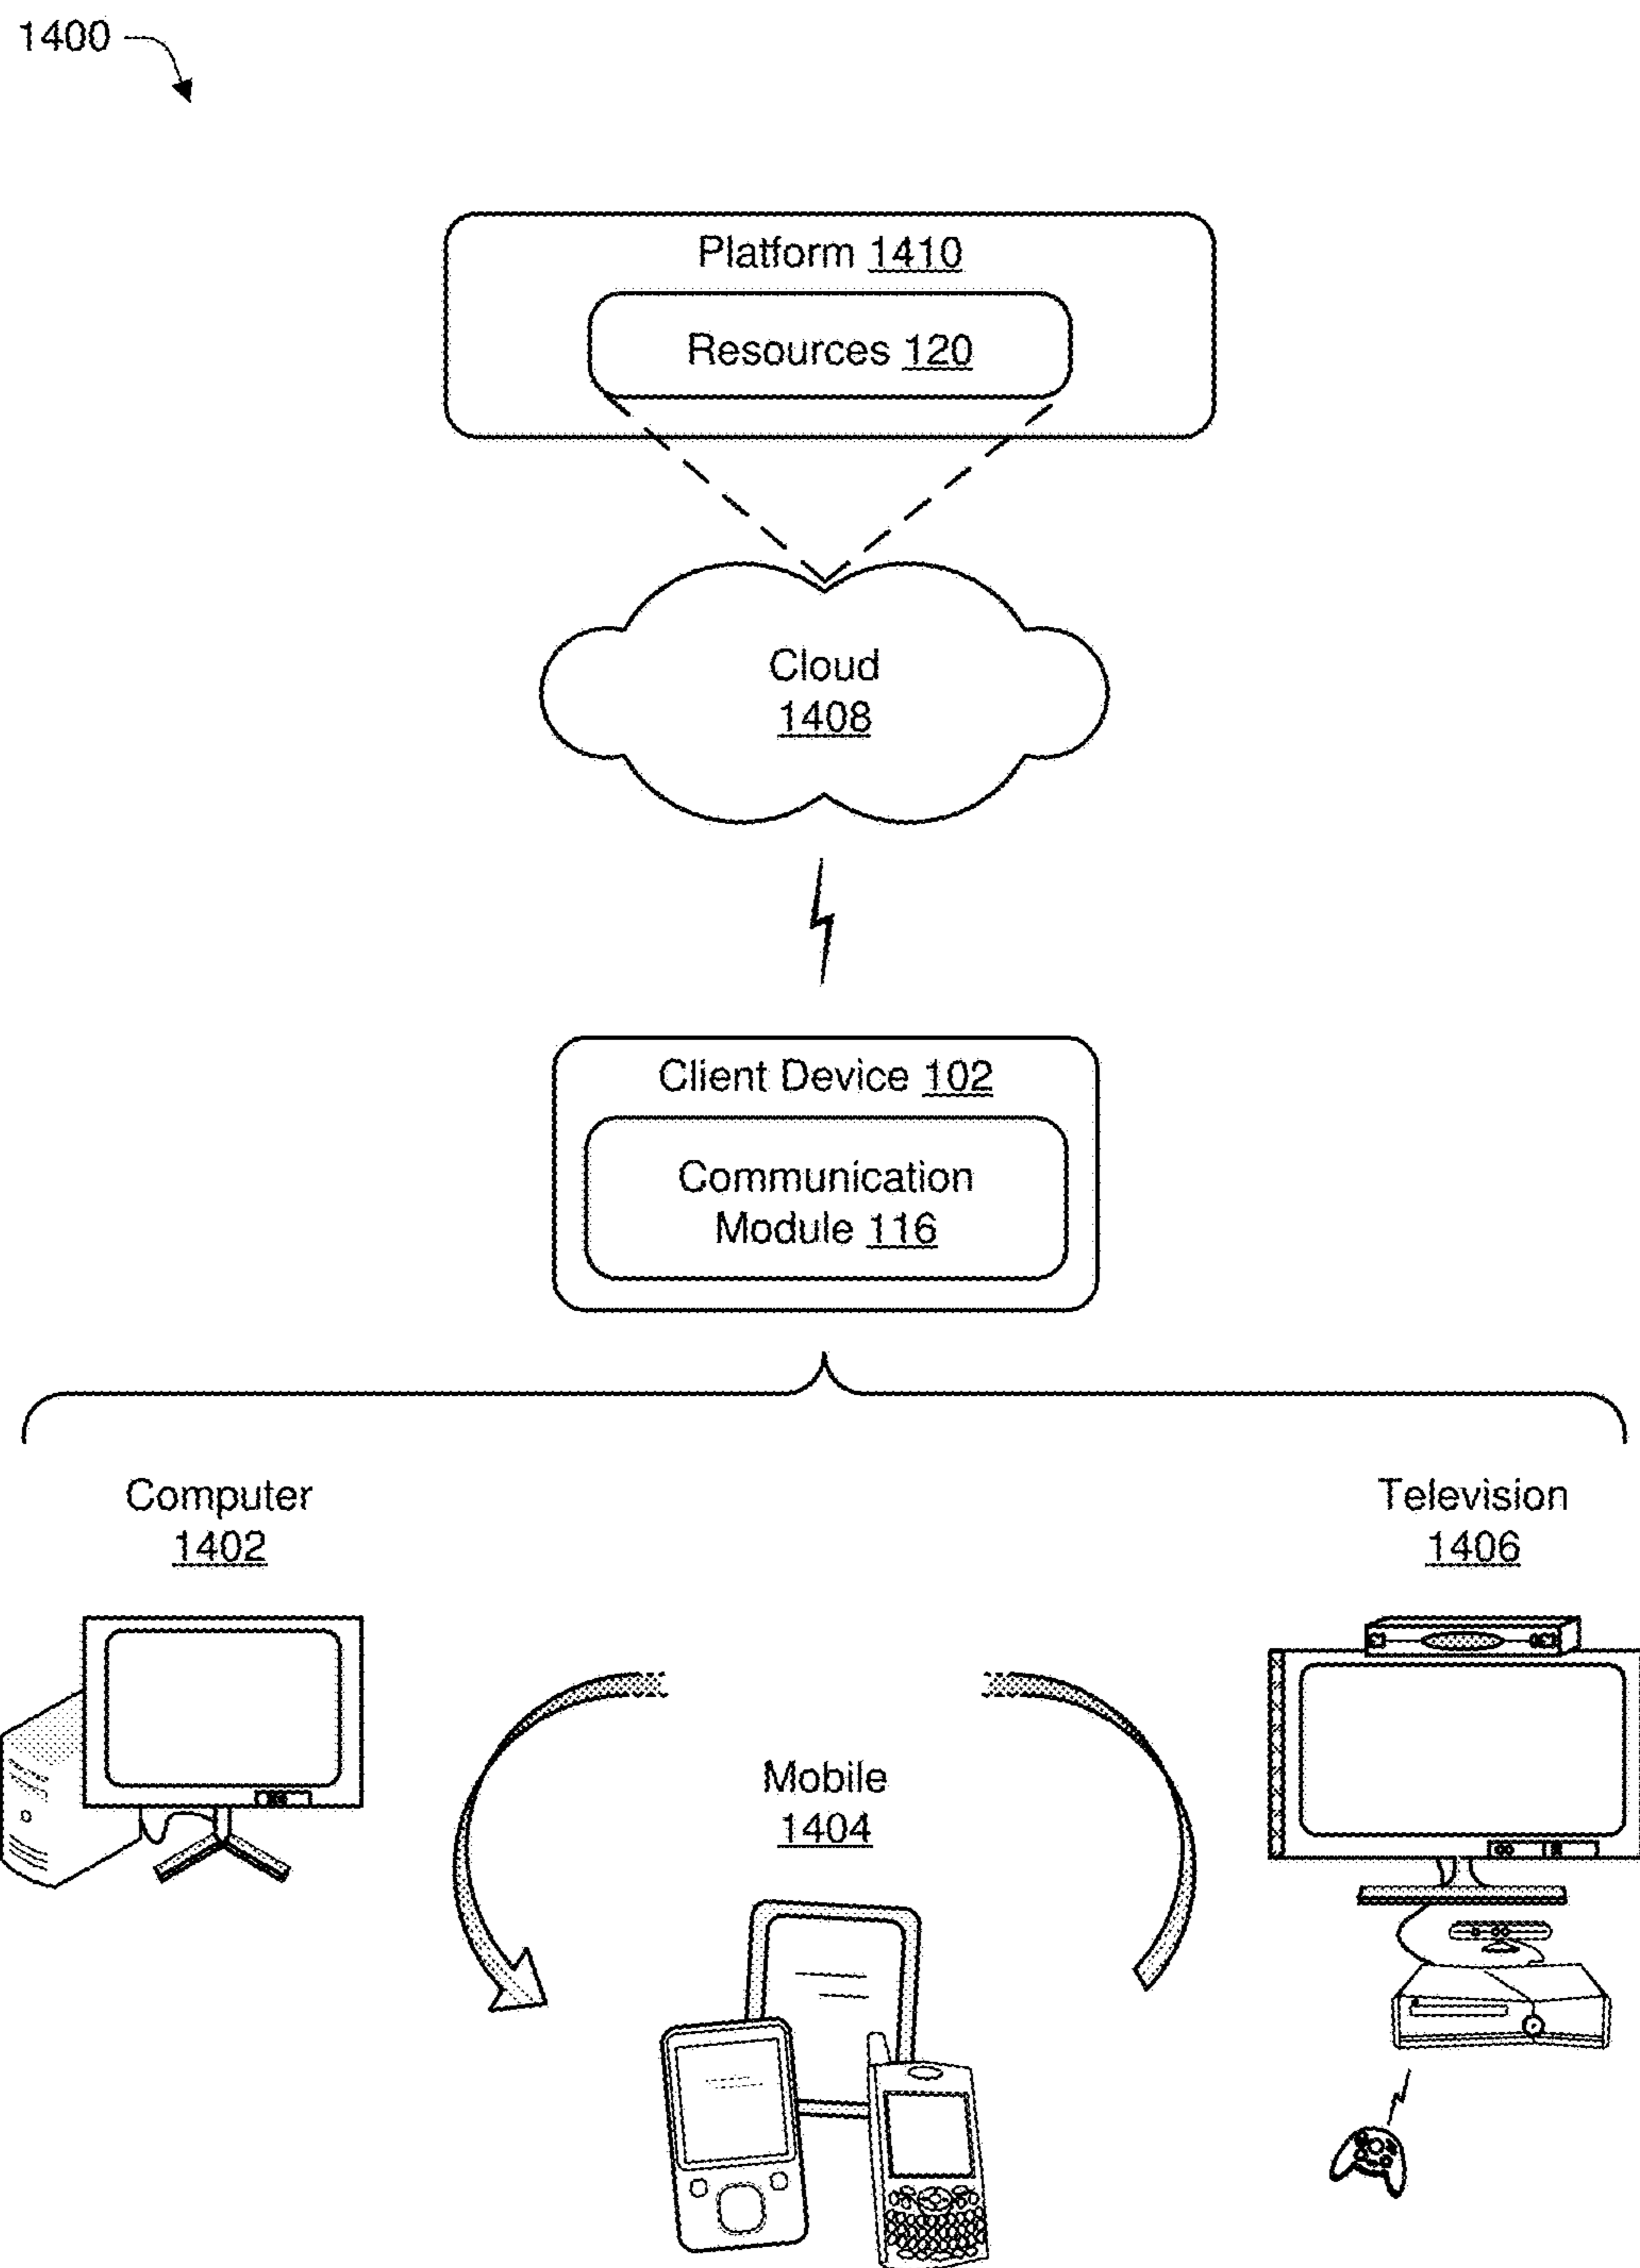 1400
Platform 1410
Resources 120
Cloud
1408
Client Device 102
Communication
Module 116
Computer
1402
Television
1406
Mobile
1404